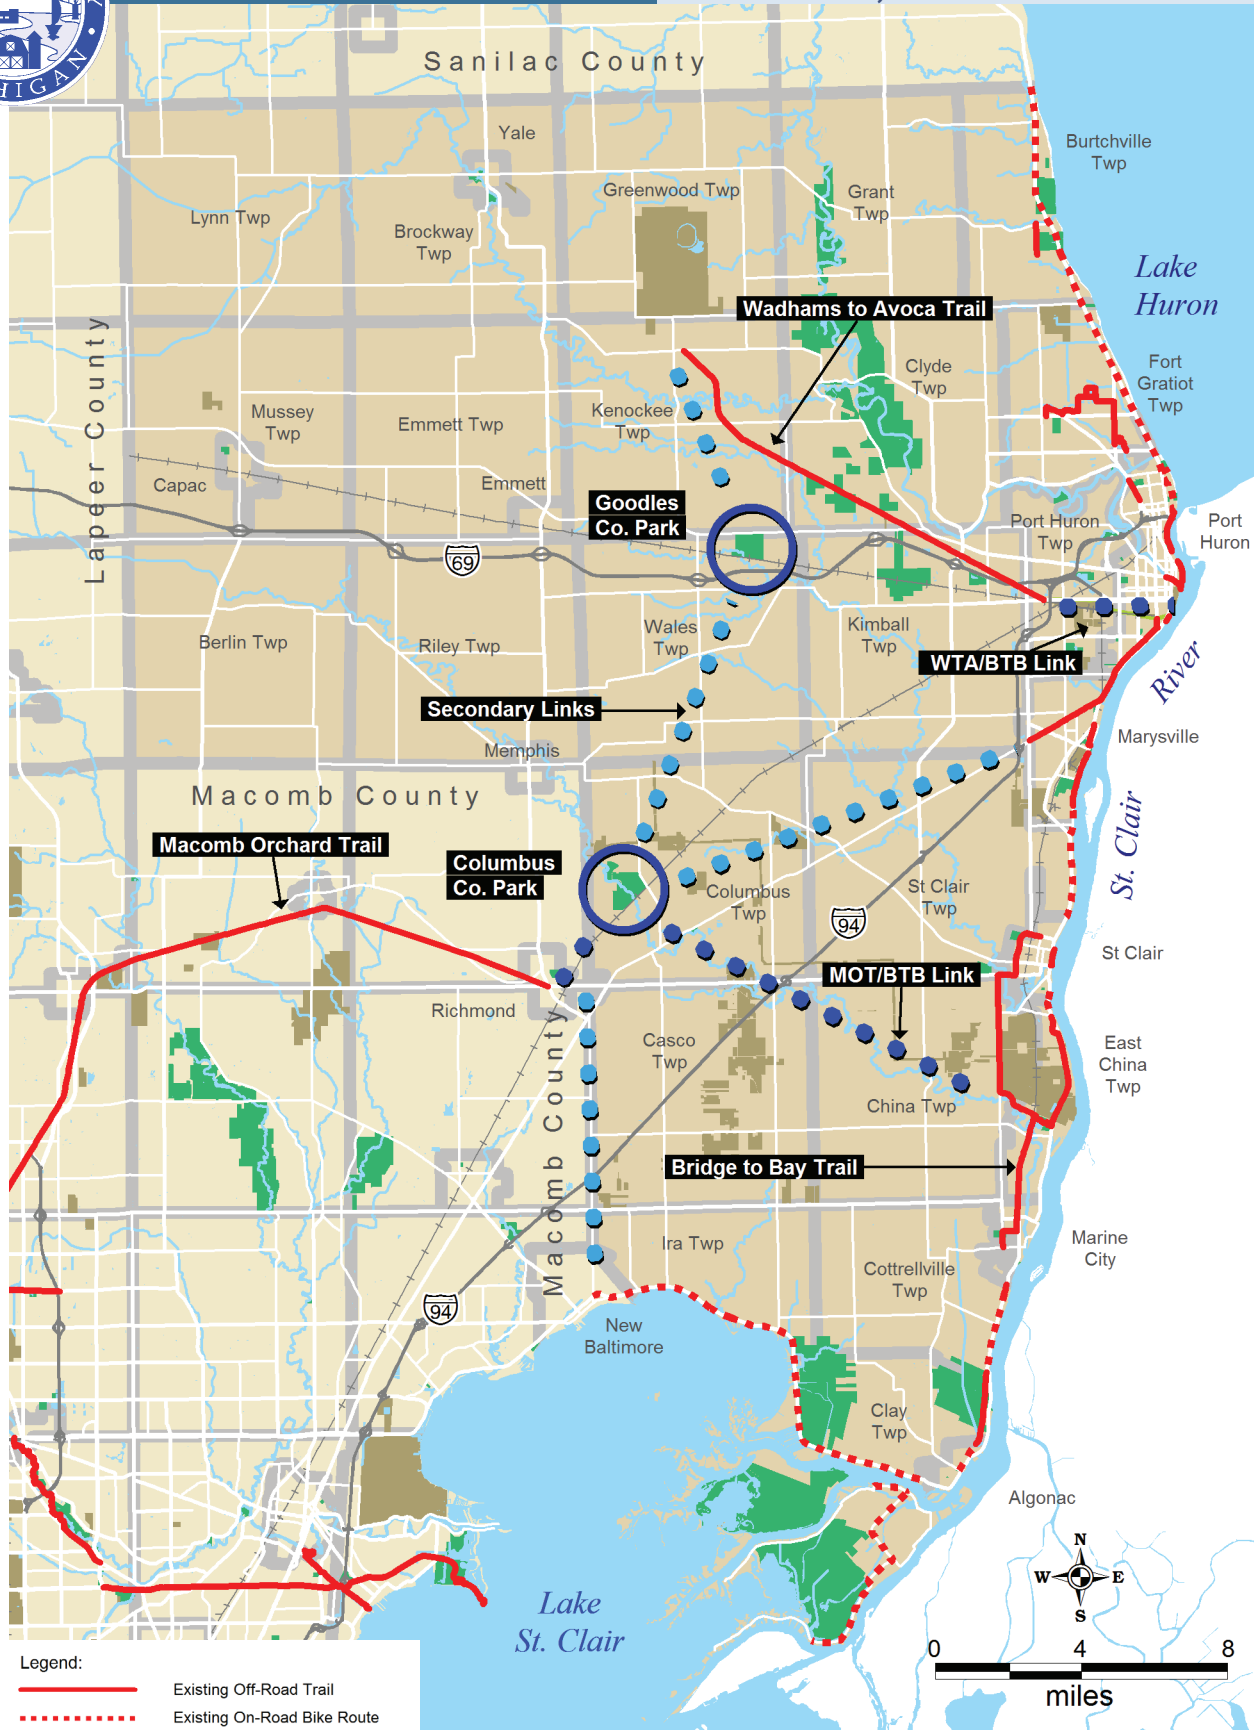 HIGAN
Sanilac County
Yale
Burtchville
Twp
Greenwood Twp
Grant
Twp
Lynn Twp
Brockway
Twp
Lake
Huron
Wadhams to Avoca Trail
Lapeer County
Fort
Gratiot
Twp
Clyde
Twp
Mussey
Twp
Emmett Twp
Kenockee
Twp
Capac
Emmett
Goodles
Co. Park
Port Huron
Twp
Port
Huron
69
Berlin Twp
Riley Twp
Wales
Twp
Kimball
Twp
WTA/BTB Link
River
Secondary Links
Marysville
Memphis
Macomb County
St. Clair
Macomb Orchard Trail
Columbus
Co. Park
Columbus
Twp
St Clair
Twp
94
St Clair
MOT/BTB Link
Richmond
Macomb County
Casco
Twp
East
China
Twp
China Twp
Bridge to Bay Trail
Ira Twp
Marine
City
Cottrellville
Twp
94
New
Baltimore
Clay
Twp
Algonac
N
W E
S
Lake
St. Clair
0 4 8
miles
Legend:
Existing Off-Road Trail
Existing On-Road Bike Route